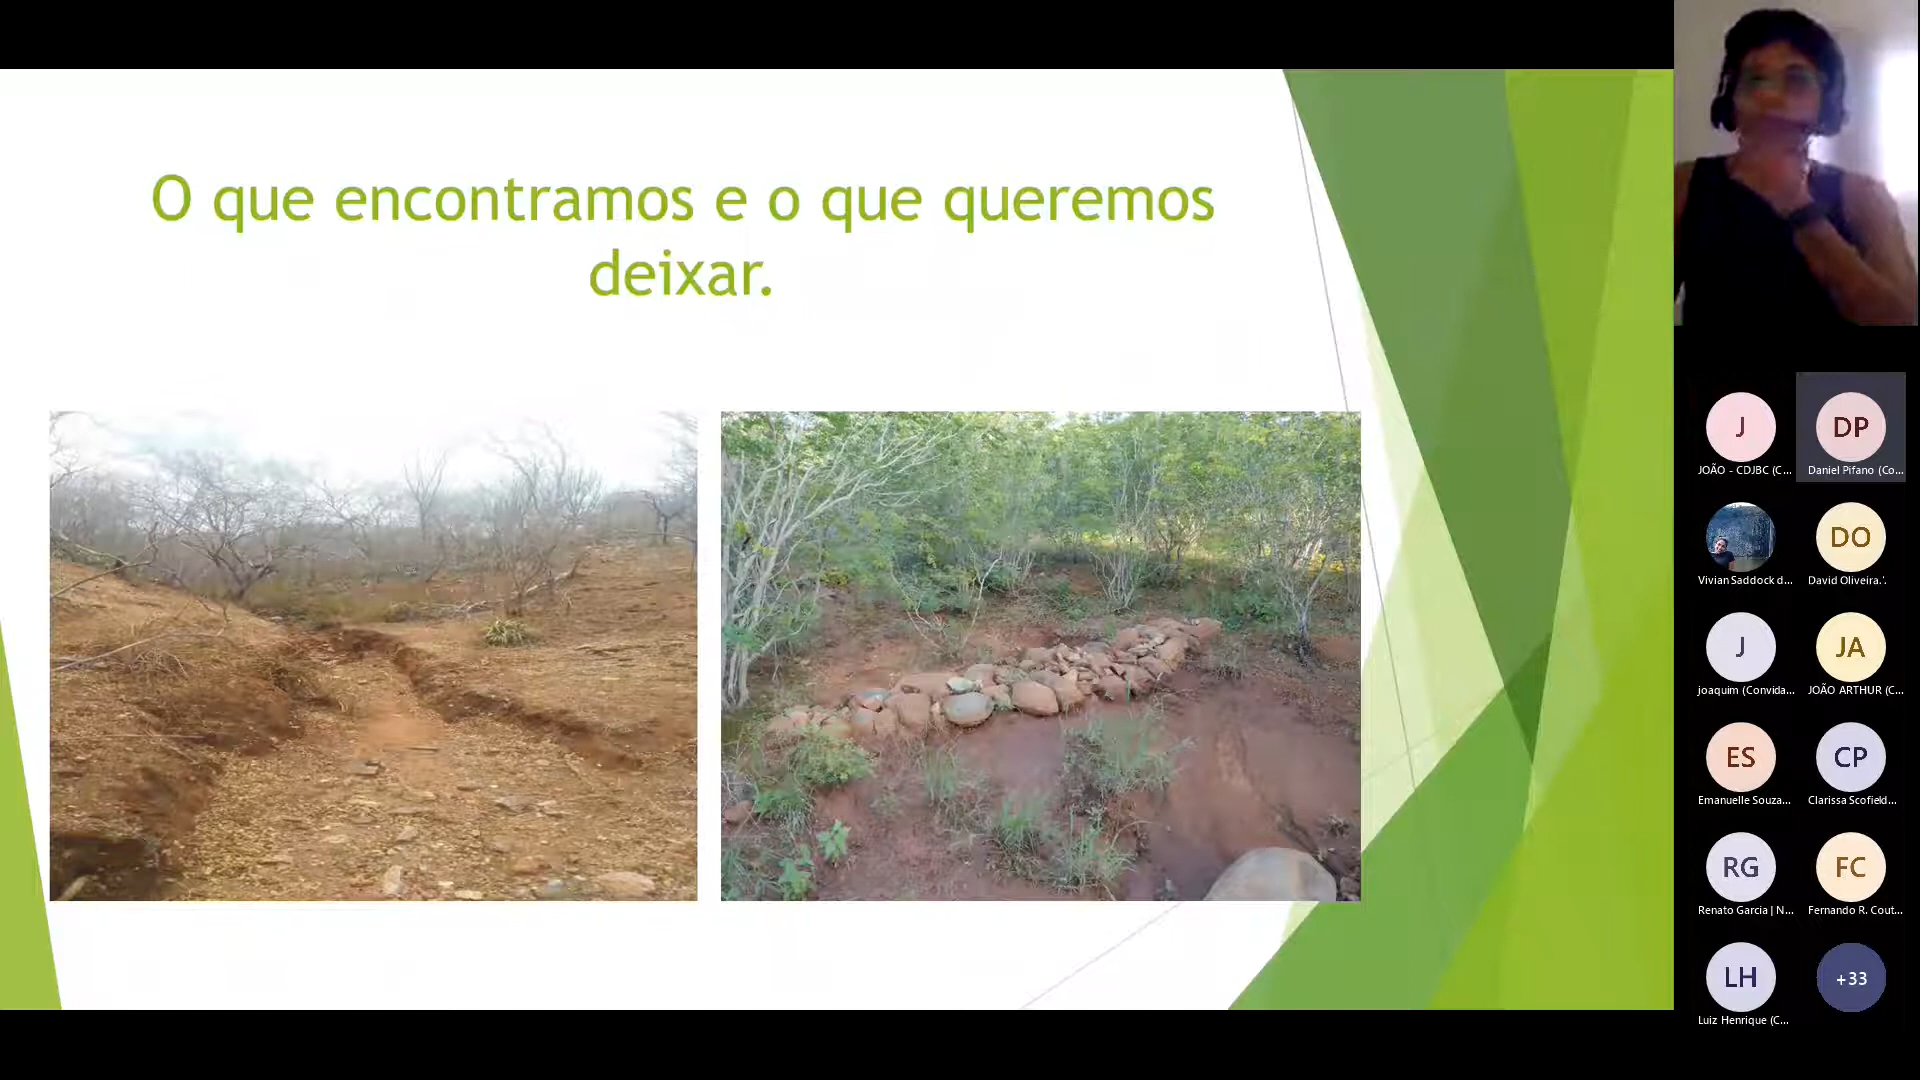 O que encontramos e o que queremos
deixar.
J
DP
JOÃO - CDJBC (C...
Daniel Pifano (Co...
DO
Vivian Saddock d...
David Oliveira.'.
J
JA
joaquim (Convida...
JOÃO ARTHUR (C...
ES
CP
Emanuelle Souza...
Clarissa Scofield...
RG
FC
Renato Garcia | N...
Fernando R. Cout...
LH
+33
Luiz Henrique (C...